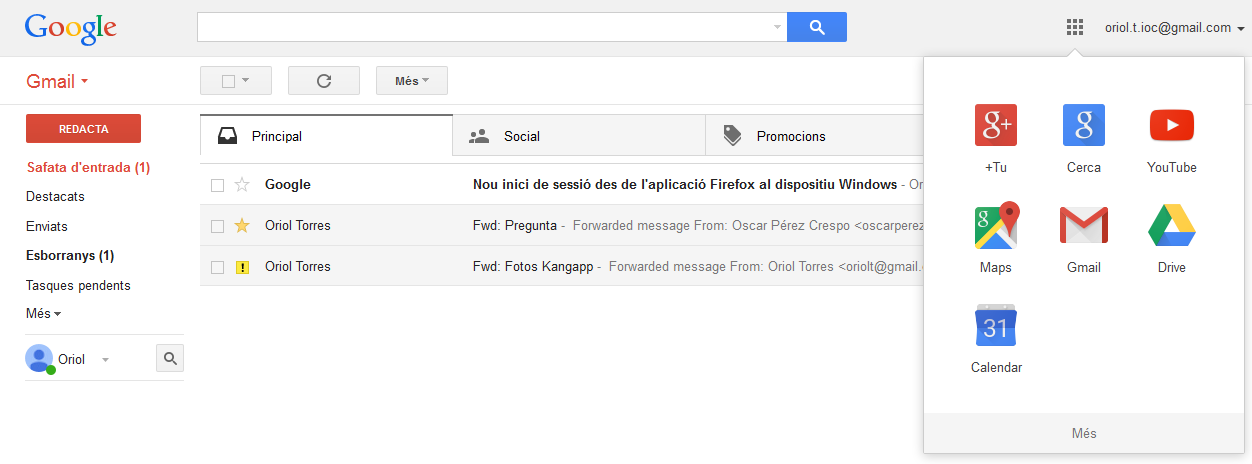 Google
oriol.t.ioc@gmail.com
Gmail
Més
REDACTA
Safata d'entrada (1)
Destacats
Enviats
Esborranys (1)
Tasques pendents
Més
Oriol
Principal
Social
Promocions
Google Nou inici de sessió des de l'aplicació Firefox al dispositiu Windows - Or
Oriol Torres Fwd: Pregunta - Forwarded message From: Oscar Pérez Crespo <oscarperez
Oriol Torres ! Fwd: Fotos Kangapp - Forwarded message From: Oriol Torres <oriolt@gmail.
g+
g
+Tu
Cerca
YouTube
g
Maps
Gmail
Drive
31
Calendar
Més